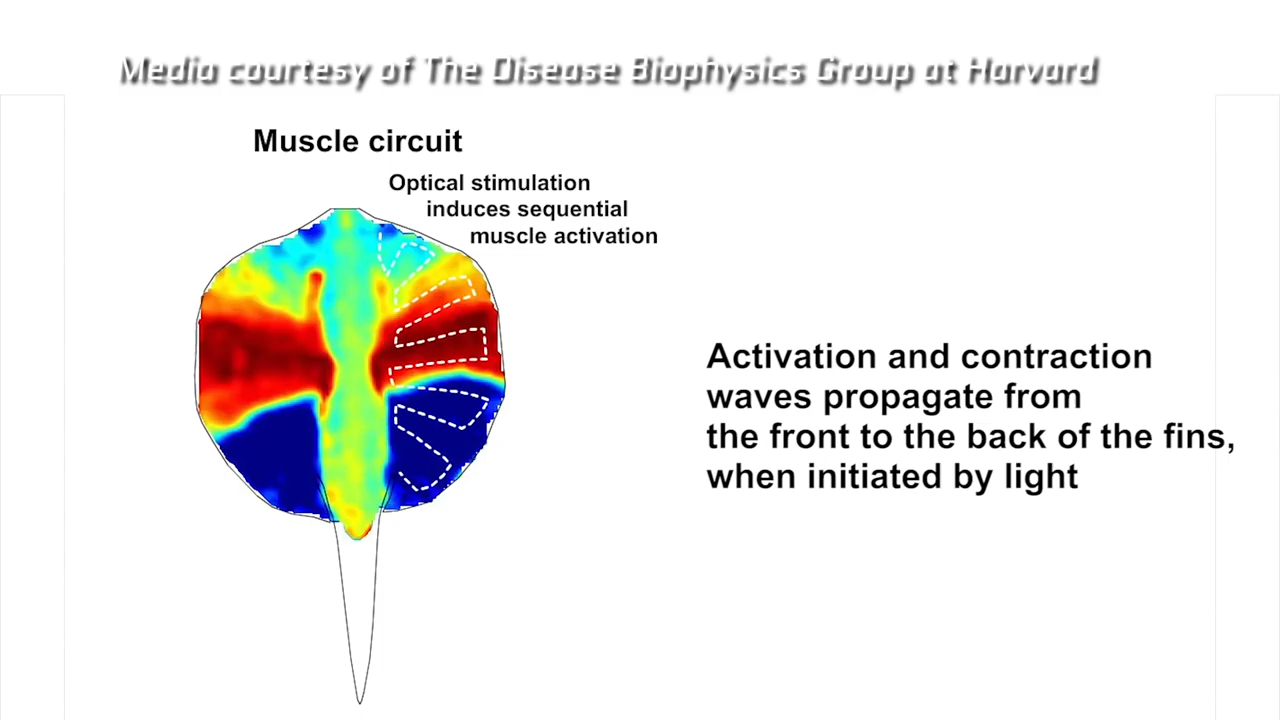 Media courtesy of The Disease Biophysics Group at Harvard
Muscle circuit
Optical stimulation
induces sequential
muscle activation
Activation and contraction
waves propagate from
the front to the back of the fins,
when initiated by light